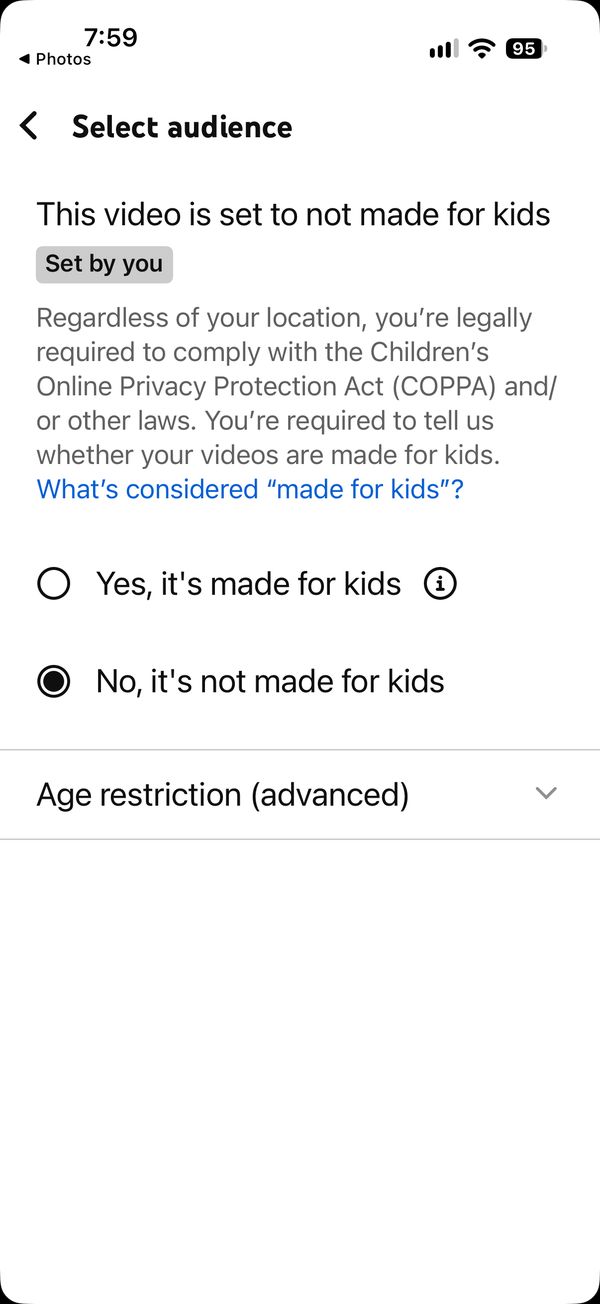 7:59
◀ Photos
95
Select audience
This video is set to not made for kids
Set by you
Regardless of your location, you’re legally
required to comply with the Children’s
Online Privacy Protection Act (COPPA) and/
or other laws. You’re required to tell us
whether your videos are made for kids.
What’s considered “made for kids”?
Yes, it's made for kids
No, it's not made for kids
Age restriction (advanced)